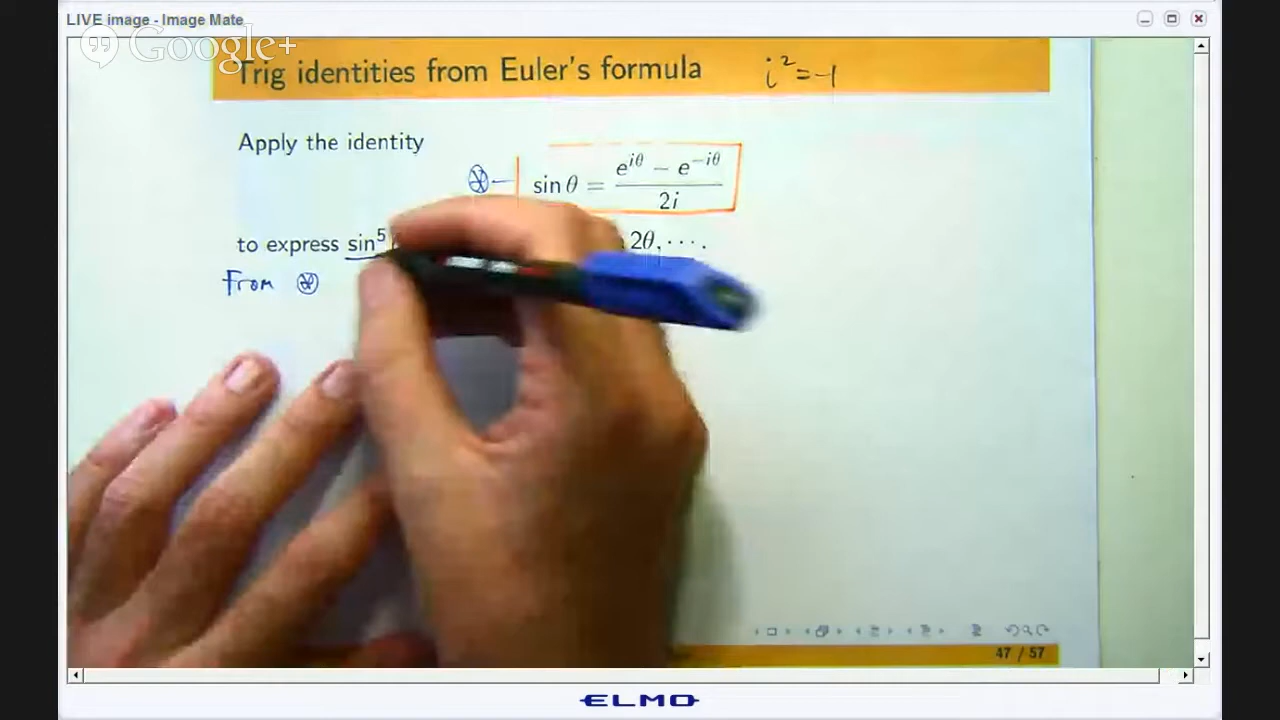 LIVE image - Image Mate
Google+
Trig identities from Euler's formula i² = -1
Apply the identity
⊛ sin θ = (e^{iθ} − e^{−iθ}) / 2i
to express sin⁵ 2θ, ⋯.
From ⊛
47 / 57
ELMO